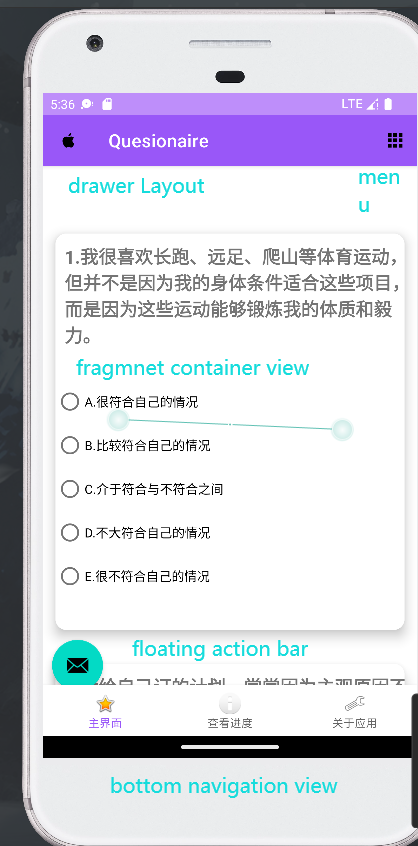 5:36 LTE
Quesionaire
drawer Layout
men
u
1.我很喜欢长跑、远足、爬山等体育运动，
但并不是因为我的身体条件适合这些项目，
而是因为这些运动能够锻炼我的体质和毅
力。
fragmnet container view
A.很符合自己的情况
B.比较符合自己的情况
C.介于符合与不符合之间
D.不大符合自己的情况
E.很不符合自己的情况
floating action bar
给自己订的计划，常常因为主观原因不
主界面
查看进度
关于应用
bottom navigation view